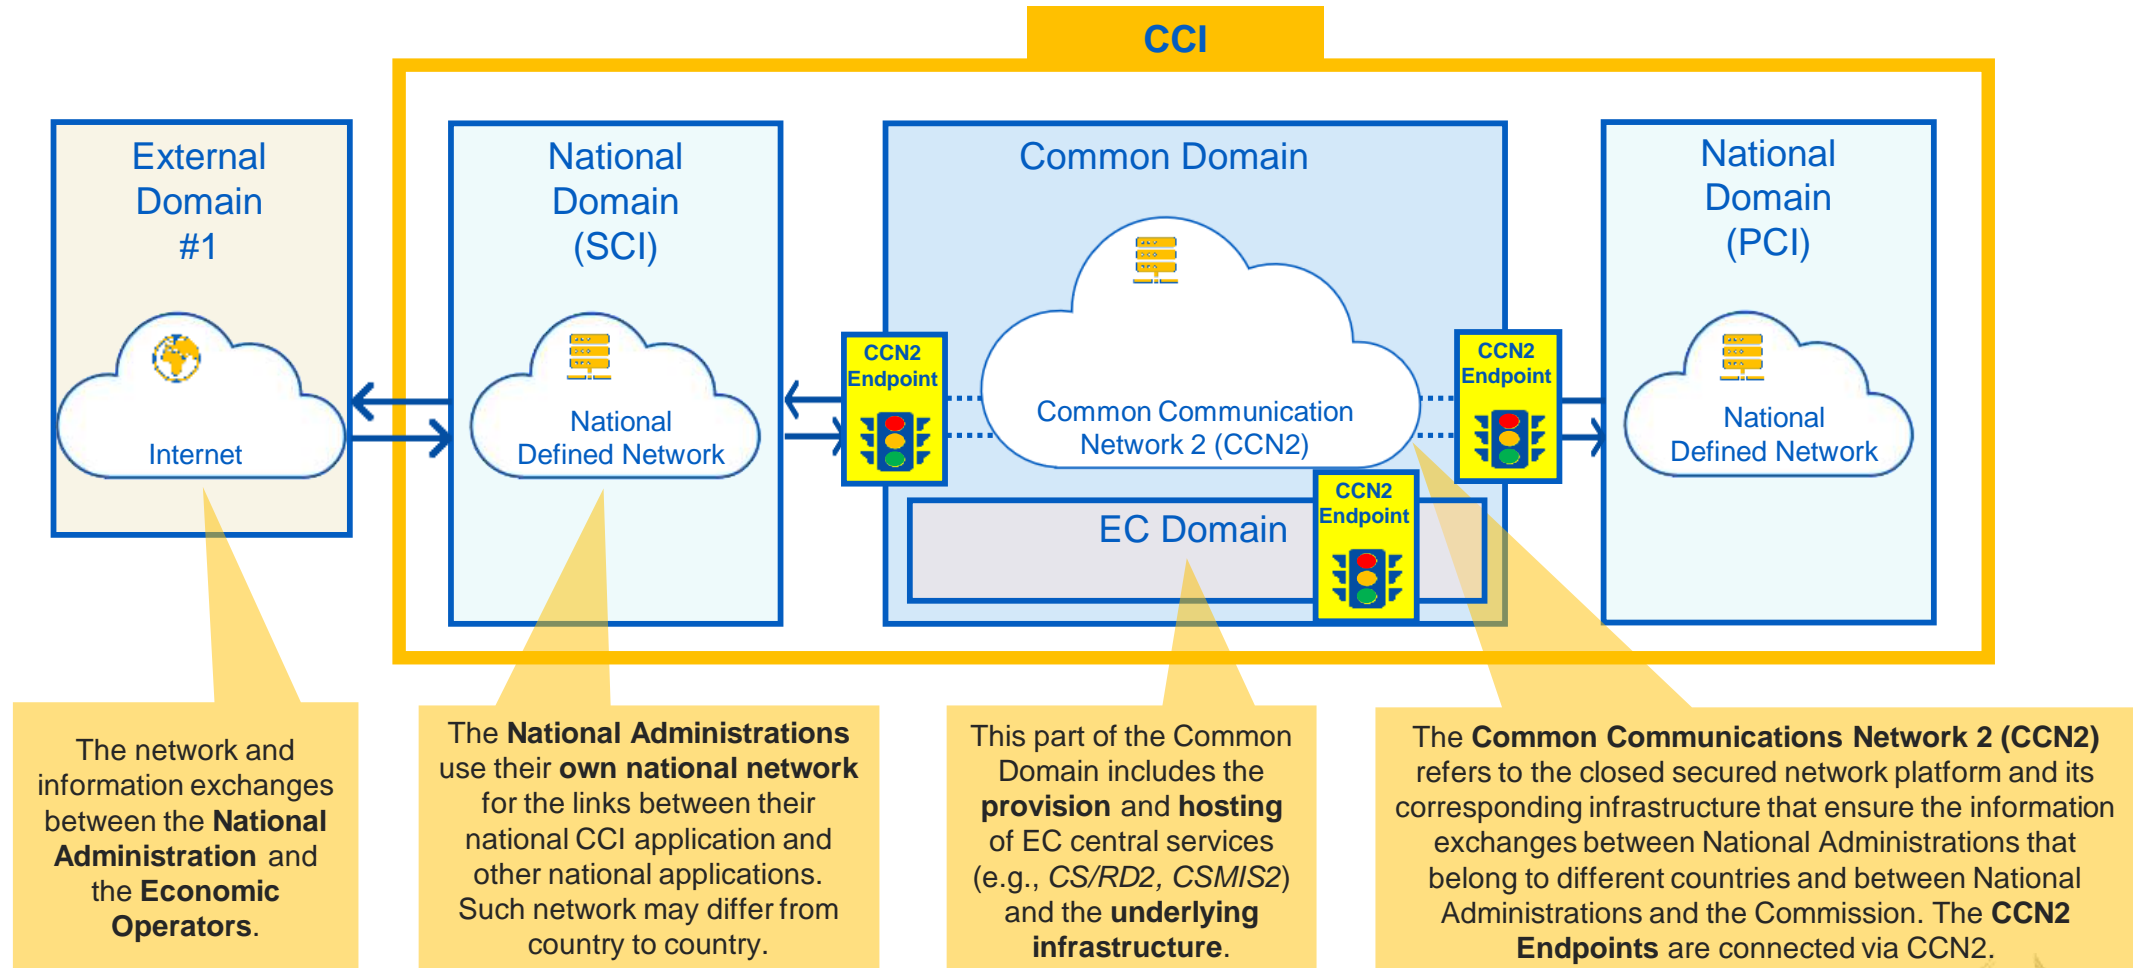 CCI
External
Domain
#1
Internet
National
Domain
(SCI)
National
Defined Network
CCN2
Endpoint
Common Domain
Common Communication
Network 2 (CCN2)
CCN2
Endpoint
EC Domain
CCN2
Endpoint
National
Domain
(PCI)
National
Defined Network
The network and
information exchanges
between the National
Administration and
the Economic
Operators.
The National Administrations
use their own national network
for the links between their
national CCI application and
other national applications.
Such network may differ from
country to country.
This part of the Common
Domain includes the
provision and hosting
of EC central services
(e.g., CS/RD2, CSMIS2)
and the underlying
infrastructure.
The Common Communications Network 2 (CCN2)
refers to the closed secured network platform and its
corresponding infrastructure that ensure the information
exchanges between National Administrations that
belong to different countries and between National
Administrations and the Commission. The CCN2
Endpoints are connected via CCN2.